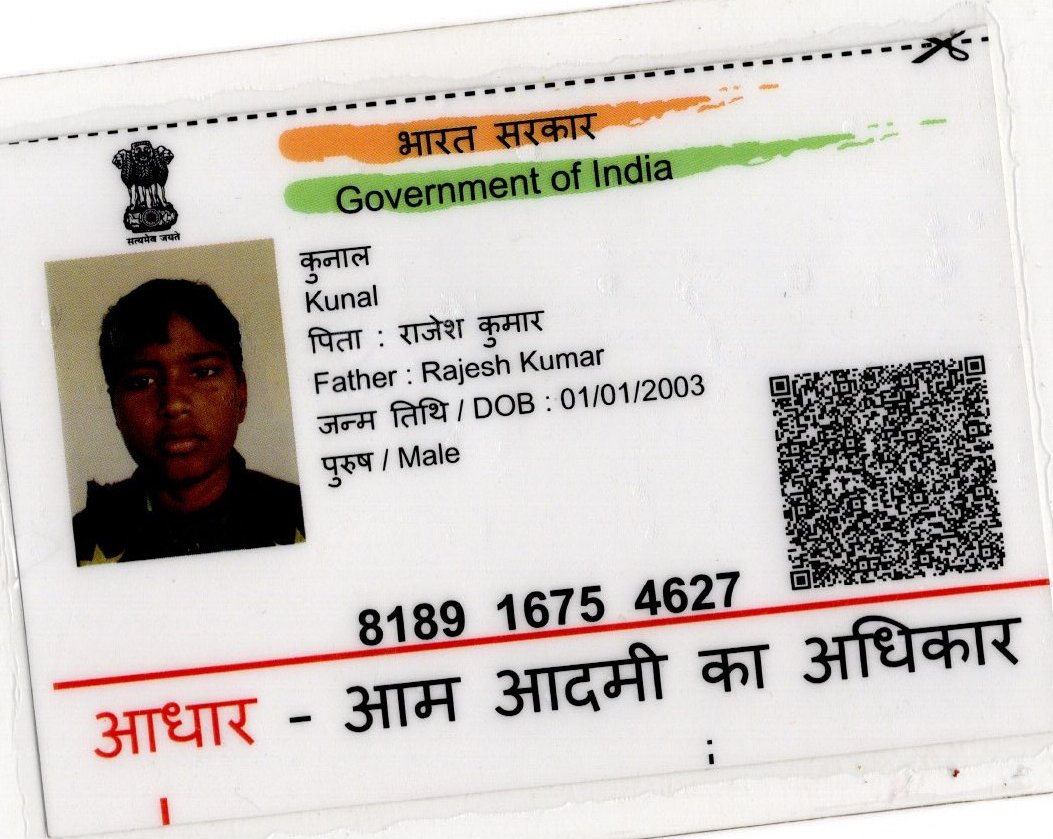 भारत सरकार
Government of India
सत्यमेव जयते
कुनाल
Kunal
पिता : राजेश कुमार
Father : Rajesh Kumar
जन्म तिथि / DOB : 01/01/2003
पुरुष / Male
8189 1675 4627
आधार - आम आदमी का अधिकार